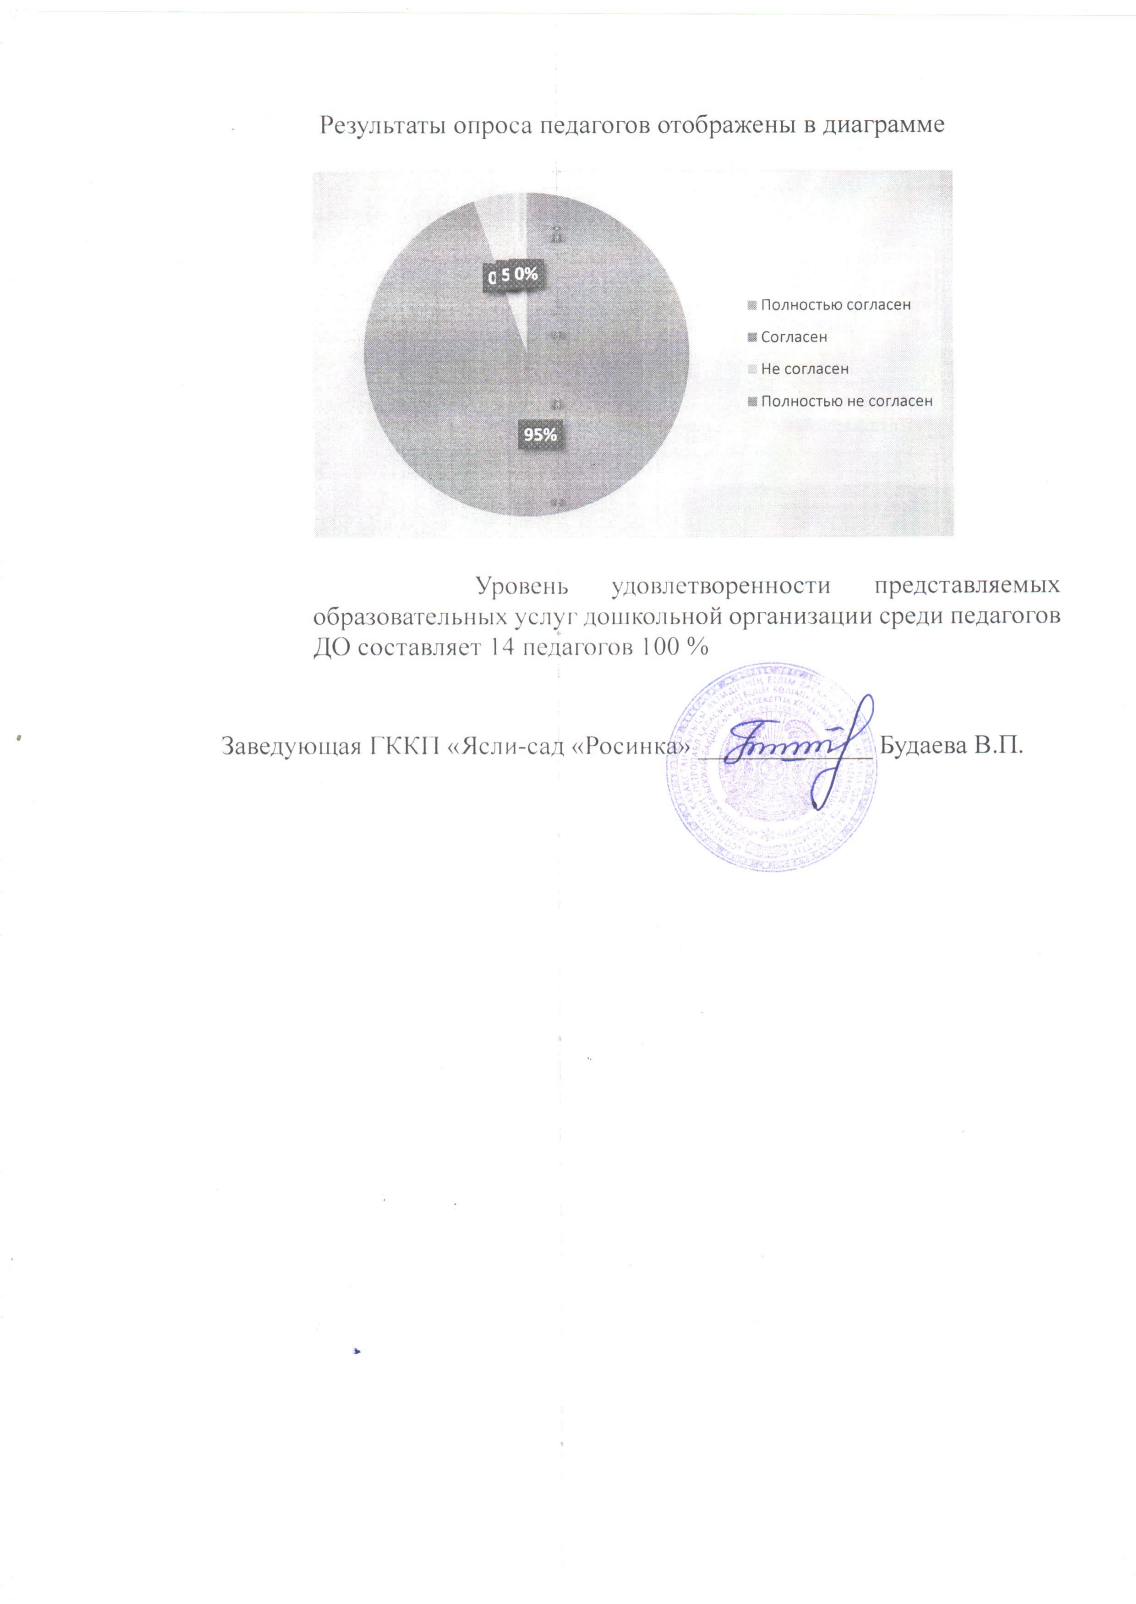 Результаты опроса педагогов отображены в диаграмме
0 5 0%
95%
Полностью согласен
Согласен
Не согласен
Полностью не согласен
Уровень удовлетворенности представляемых
образовательных услуг дошкольной организации среди педагогов
ДО составляет 14 педагогов 100 %
Заведующая ГККП «Ясли-сад «Росинка» Будаева В.П.